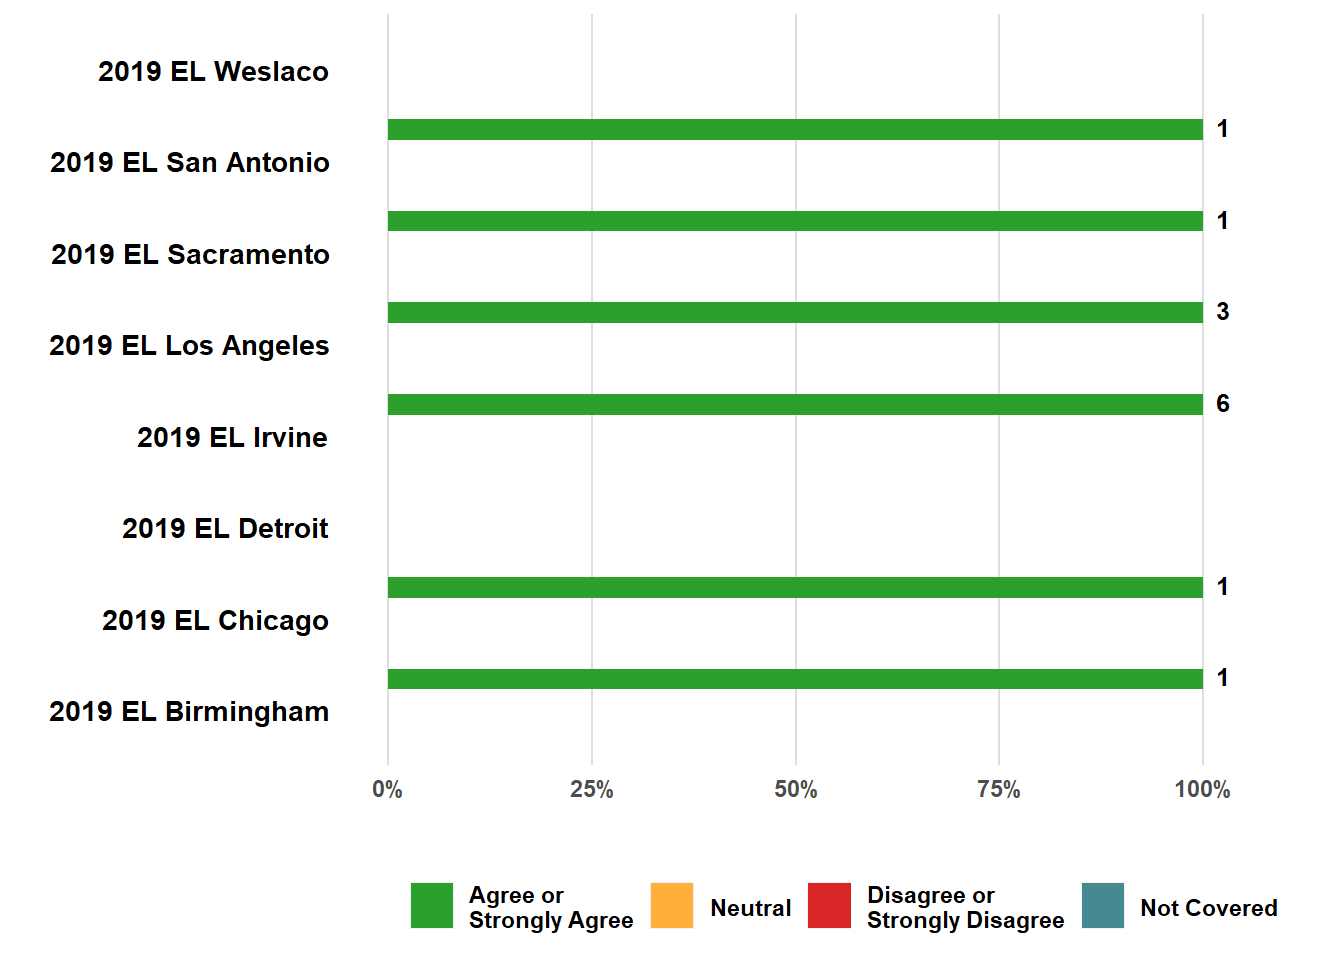 2019 EL Weslaco
1
2019 EL San Antonio
1
2019 EL Sacramento
3
2019 EL Los Angeles
6
2019 EL Irvine
2019 EL Detroit
1
2019 EL Chicago
1
2019 EL Birmingham
0% 25% 50% 75% 100%
Agree or
Strongly Agree
Neutral
Disagree or
Strongly Disagree
Not Covered